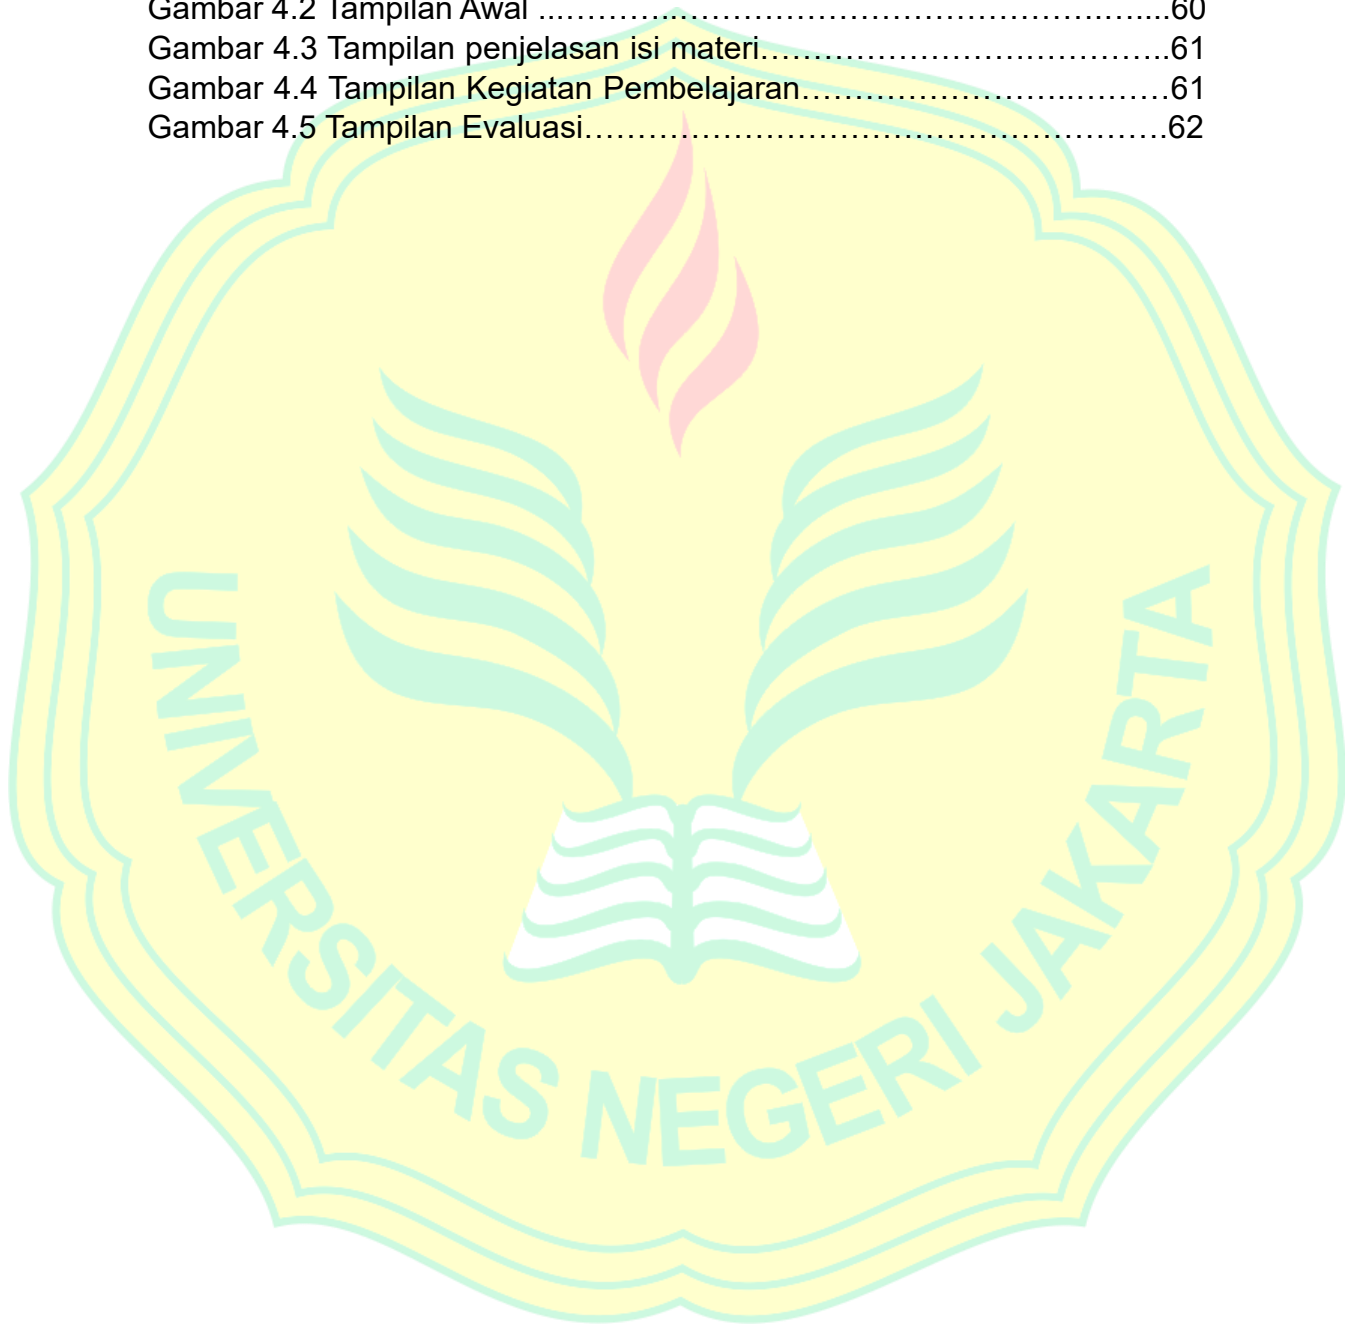 Gambar 4.2 Tampilan Awal ...…………..……………………………………….…....60
Gambar 4.3 Tampilan penjelasan isi materi.………………………………………..61
Gambar 4.4 Tampilan Kegiatan Pembelajaran……………………..………61
Gambar 4.5 Tampilan Evaluasi……………………………………………………….62
UNIVERSITAS NEGERI JAKARTA